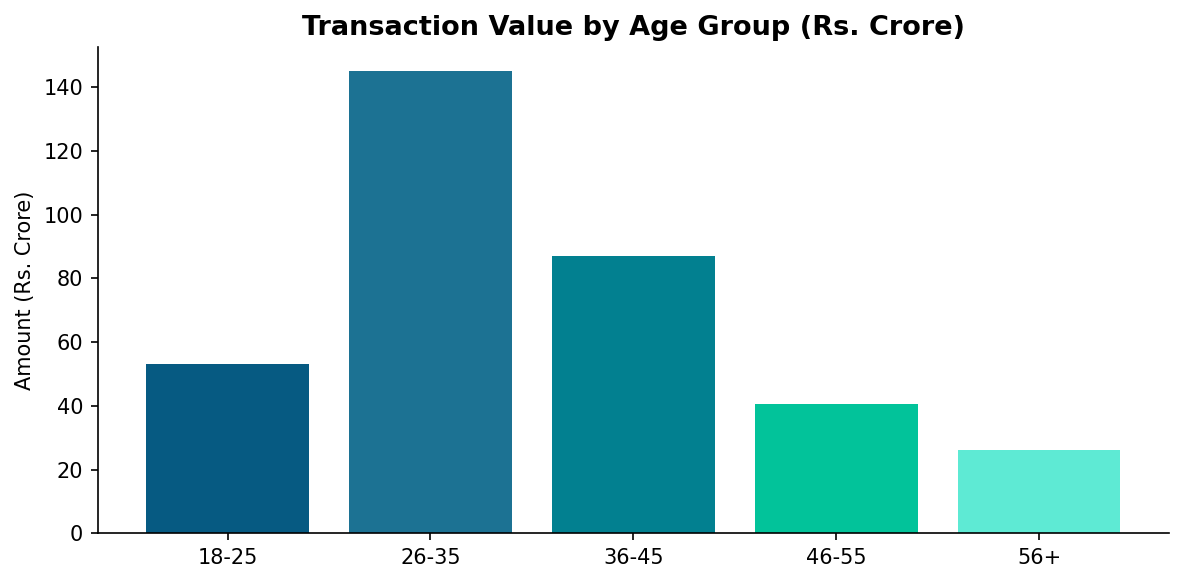 Transaction Value by Age Group (Rs. Crore)
Amount (Rs. Crore)
140
120
100
80
60
40
20
0
18-25 26-35 36-45 46-55 56+